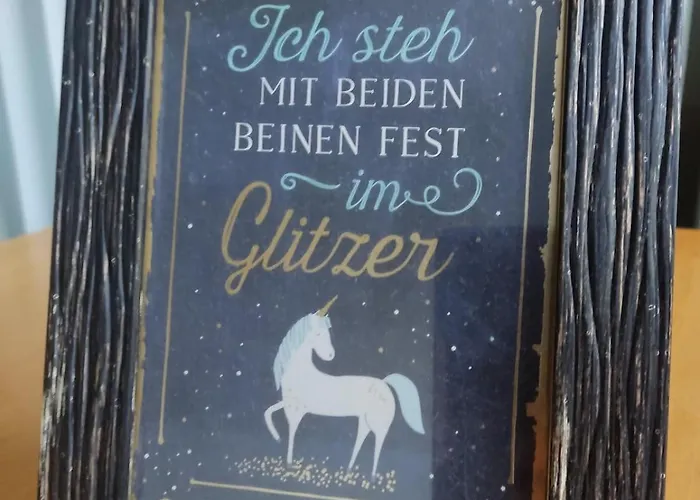 Ich steh
MIT BEIDEN
BEINEN FEST
im
Glitzer